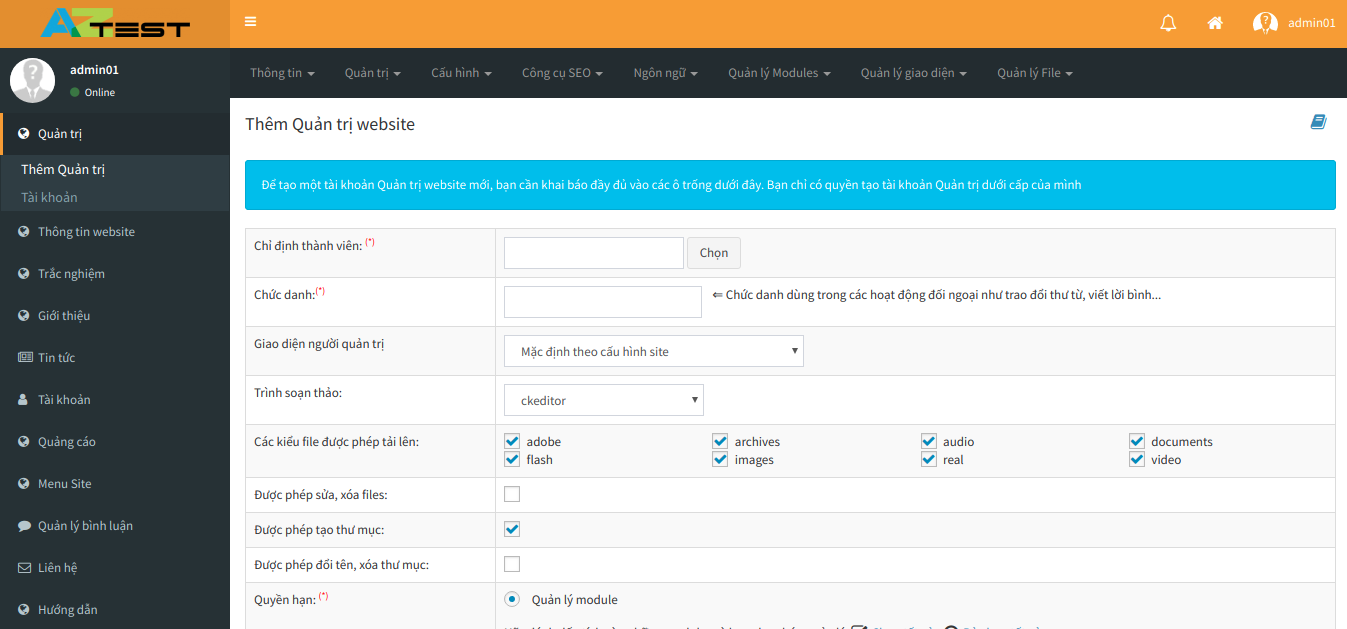 AZTEST
admin01
admin01
Online
Thông tin
Quản trị
Cấu hình
Công cụ SEO
Ngôn ngữ
Quản lý Modules
Quản lý giao diện
Quản lý File
Quản trị
Thêm Quản trị
Tài khoản
Thông tin website
Trắc nghiệm
Giới thiệu
Tin tức
Tài khoản
Quảng cáo
Menu Site
Quản lý bình luận
Liên hệ
Hướng dẫn
Thêm Quản trị website
Để tạo một tài khoản Quản trị website mới, bạn cần khai báo đầy đủ vào các ô trống dưới đây. Bạn chỉ có quyền tạo tài khoản Quản trị dưới cấp của mình
Chỉ định thành viên: (*)
Chọn
Chức danh:(*)
⇐ Chức danh dùng trong các hoạt động đối ngoại như trao đổi thư từ, viết lời bình...
Giao diện người quản trị
Mặc định theo cấu hình site
Trình soạn thảo:
ckeditor
Các kiểu file được phép tải lên:
adobe archives audio documents
flash images real video
Được phép sửa, xóa files:
Được phép tạo thư mục:
Được phép đổi tên, xóa thư mục:
Quyền hạn: (*)
Quản lý module